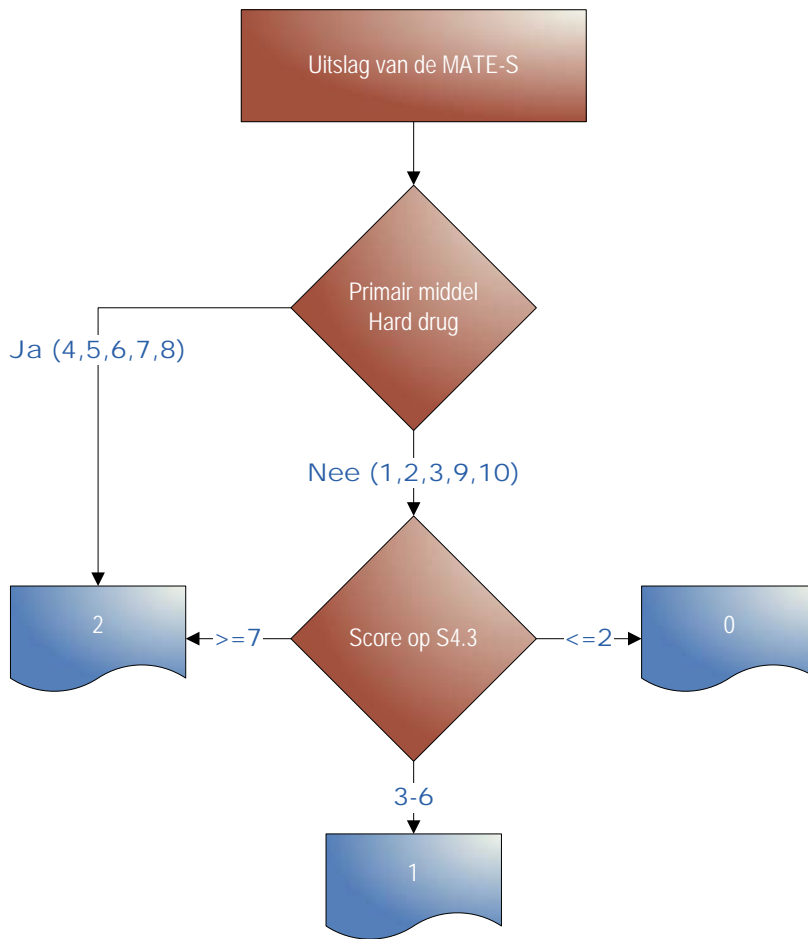 Uitslag van de MATE-S
Primair middel
Hard drug
Ja (4,5,6,7,8)
Nee (1,2,3,9,10)
2
>=7
Score op S4.3
<=2
0
3-6
1